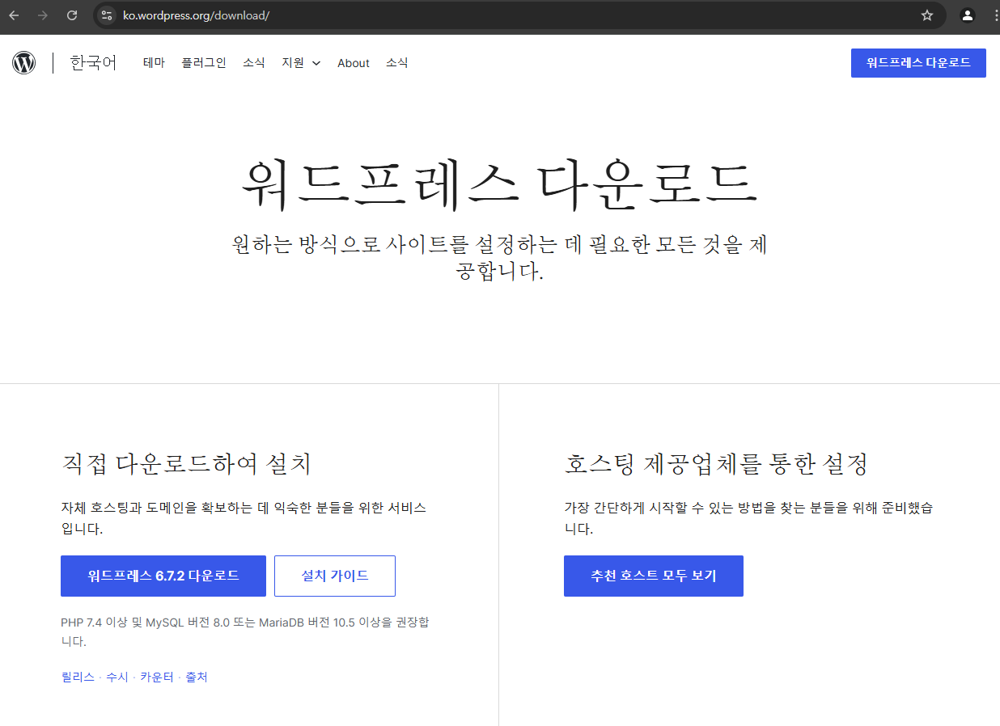 ko.wordpress.org/download/
한국어 테마 플러그인 소식 지원 About 소식 워드프레스 다운로드
워드프레스 다운로드
원하는 방식으로 사이트를 설정하는 데 필요한 모든 것을 제
공합니다.
직접 다운로드하여 설치
자체 호스팅과 도메인을 확보하는 데 익숙한 분들을 위한 서비스
입니다.
워드프레스 6.7.2 다운로드 설치 가이드
PHP 7.4 이상 및 MySQL 버전 8.0 또는 MariaDB 버전 10.5 이상을 권장합
니다.
릴리스 · 수시 · 카운터 · 출처
호스팅 제공업체를 통한 설정
가장 간단하게 시작할 수 있는 방법을 찾는 분들을 위해 준비했습
니다.
추천 호스트 모두 보기